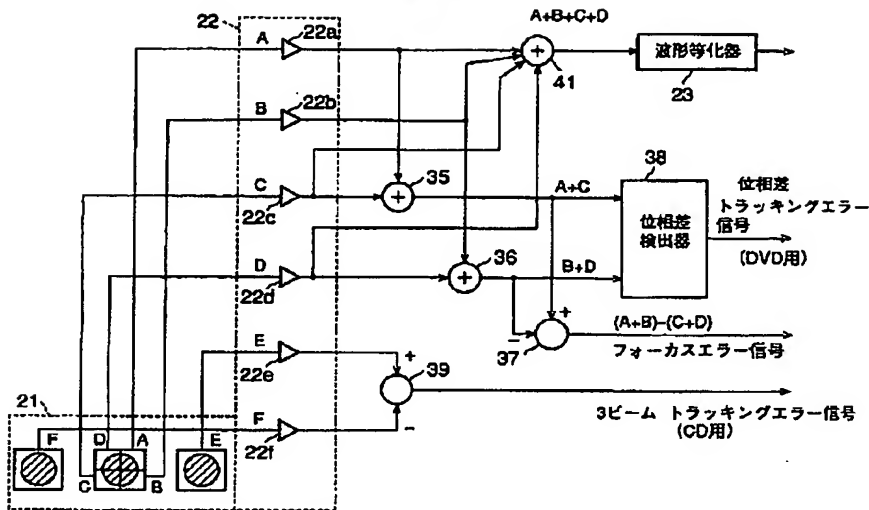 22
A+B+C+D
A
22a
+
41
波形等化器
23
B
22b
C
22c
35
+
A+C
38
位相差
検出器
位相差
トラッキングエラー
信号
(DVD用)
D
22d
36
+
B+D
+
−
37
(A+B)−(C+D)
フォーカスエラー信号
E
22e
+
39
−
3ビーム トラッキングエラー信号
(CD用)
21
F
22f
F
D
A
E
C
B